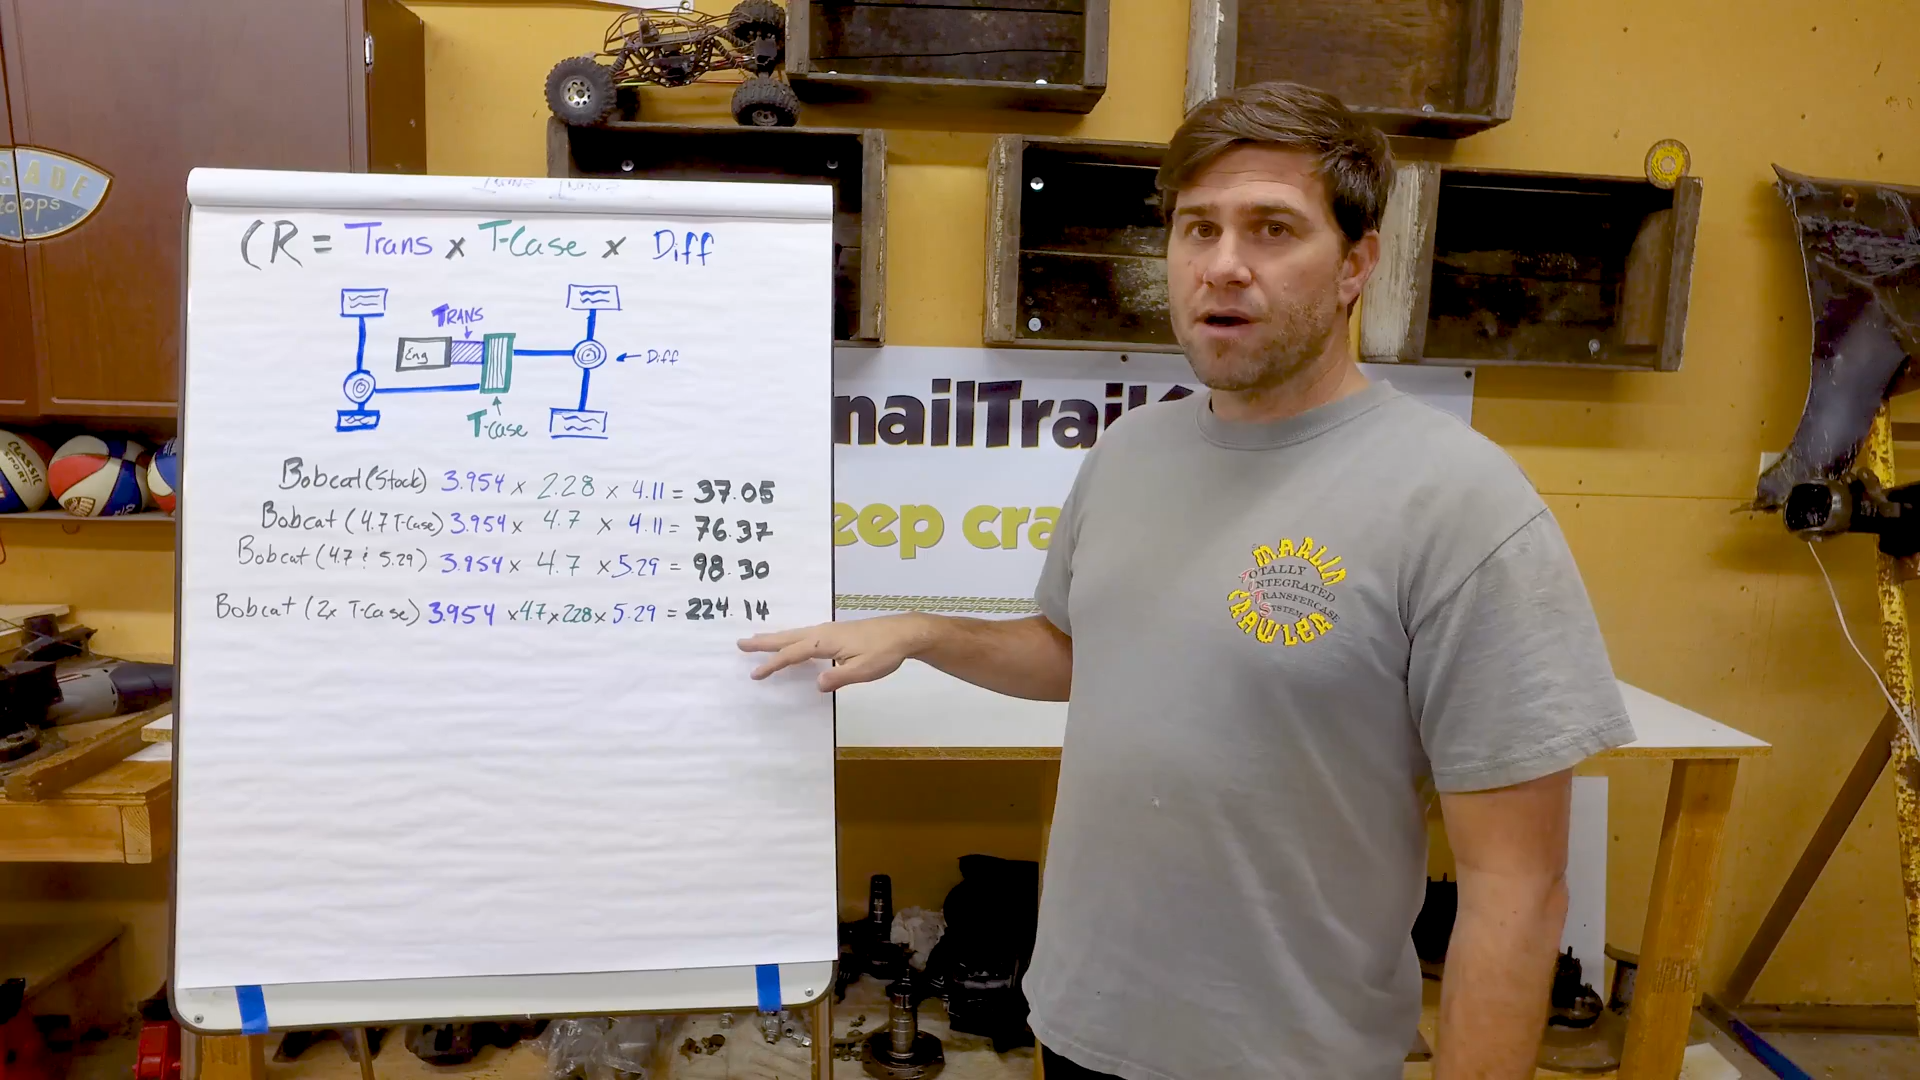 CR = Trans x T-Case x Diff
TRANS
Eng
← Diff
T-Case
Bobcat (Stock) 3.954 x 2.28 x 4.11 = 37.05
Bobcat (4.7 T-Case) 3.954 x 4.7 x 4.11 = 76.37
Bobcat (4.7 & 5.29) 3.954 x 4.7 x 5.29 = 98.30
Bobcat (2x T-Case) 3.954 x 4.7 x 2.28 x 5.29 = 224.14
nailTrail
eep cra
MARLIN
TOTALLY
INTEGRATED
TRANSFERCASE
SYSTEM
CRAWLER
CLASSIC
SPORT